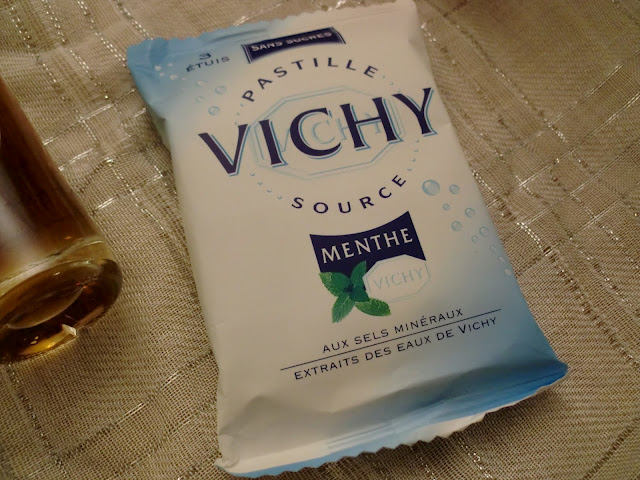 3
ÉTUIS
SANS SUCRES
PASTILLE
VICHY
SOURCE
MENTHE
VICHY
AUX SELS MINÉRAUX
EXTRAITS DES EAUX DE VICHY